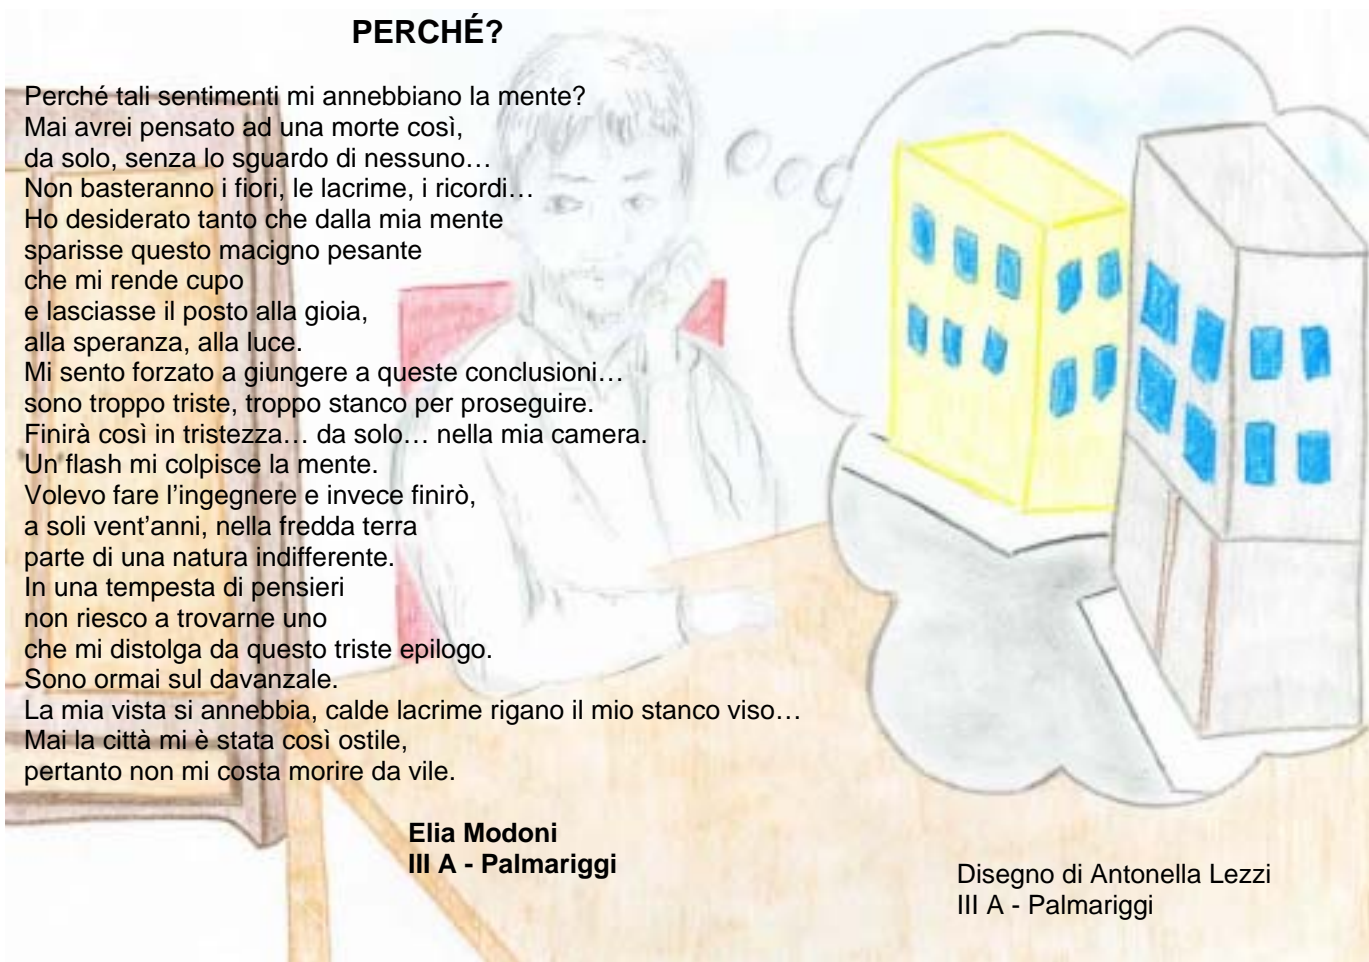 PERCHÉ?
Perché tali sentimenti mi annebbiano la mente?
Mai avrei pensato ad una morte così,
da solo, senza lo sguardo di nessuno…
Non basteranno i fiori, le lacrime, i ricordi…
Ho desiderato tanto che dalla mia mente
sparisse questo macigno pesante
che mi rende cupo
e lasciasse il posto alla gioia,
alla speranza, alla luce.
Mi sento forzato a giungere a queste conclusioni…
sono troppo triste, troppo stanco per proseguire.
Finirà così in tristezza… da solo… nella mia camera.
Un flash mi colpisce la mente.
Volevo fare l’ingegnere e invece finirò,
a soli vent’anni, nella fredda terra
parte di una natura indifferente.
In una tempesta di pensieri
non riesco a trovarne uno
che mi distolga da questo triste epilogo.
Sono ormai sul davanzale.
La mia vista si annebbia, calde lacrime rigano il mio stanco viso…
Mai la città mi è stata così ostile,
pertanto non mi costa morire da vile.
Elia Modoni
III A - Palmariggi
Disegno di Antonella Lezzi
III A - Palmariggi